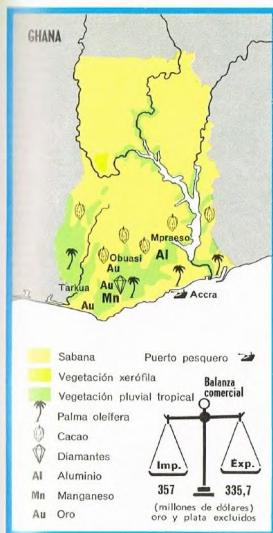 GHANA
Mpraeso
Obuasi
Al
Au
Tarkua
Au
Mn
Au
Accra
Sabana
Puerto pesquero
Vegetación xerófila
Vegetación pluvial tropical
Palma oleífera
Cacao
Diamantes
Al Aluminio
Mn Manganeso
Au Oro
Balanza
comercial
Imp.
Exp.
357
335,7
(millones de dólares)
oro y plata excluidos